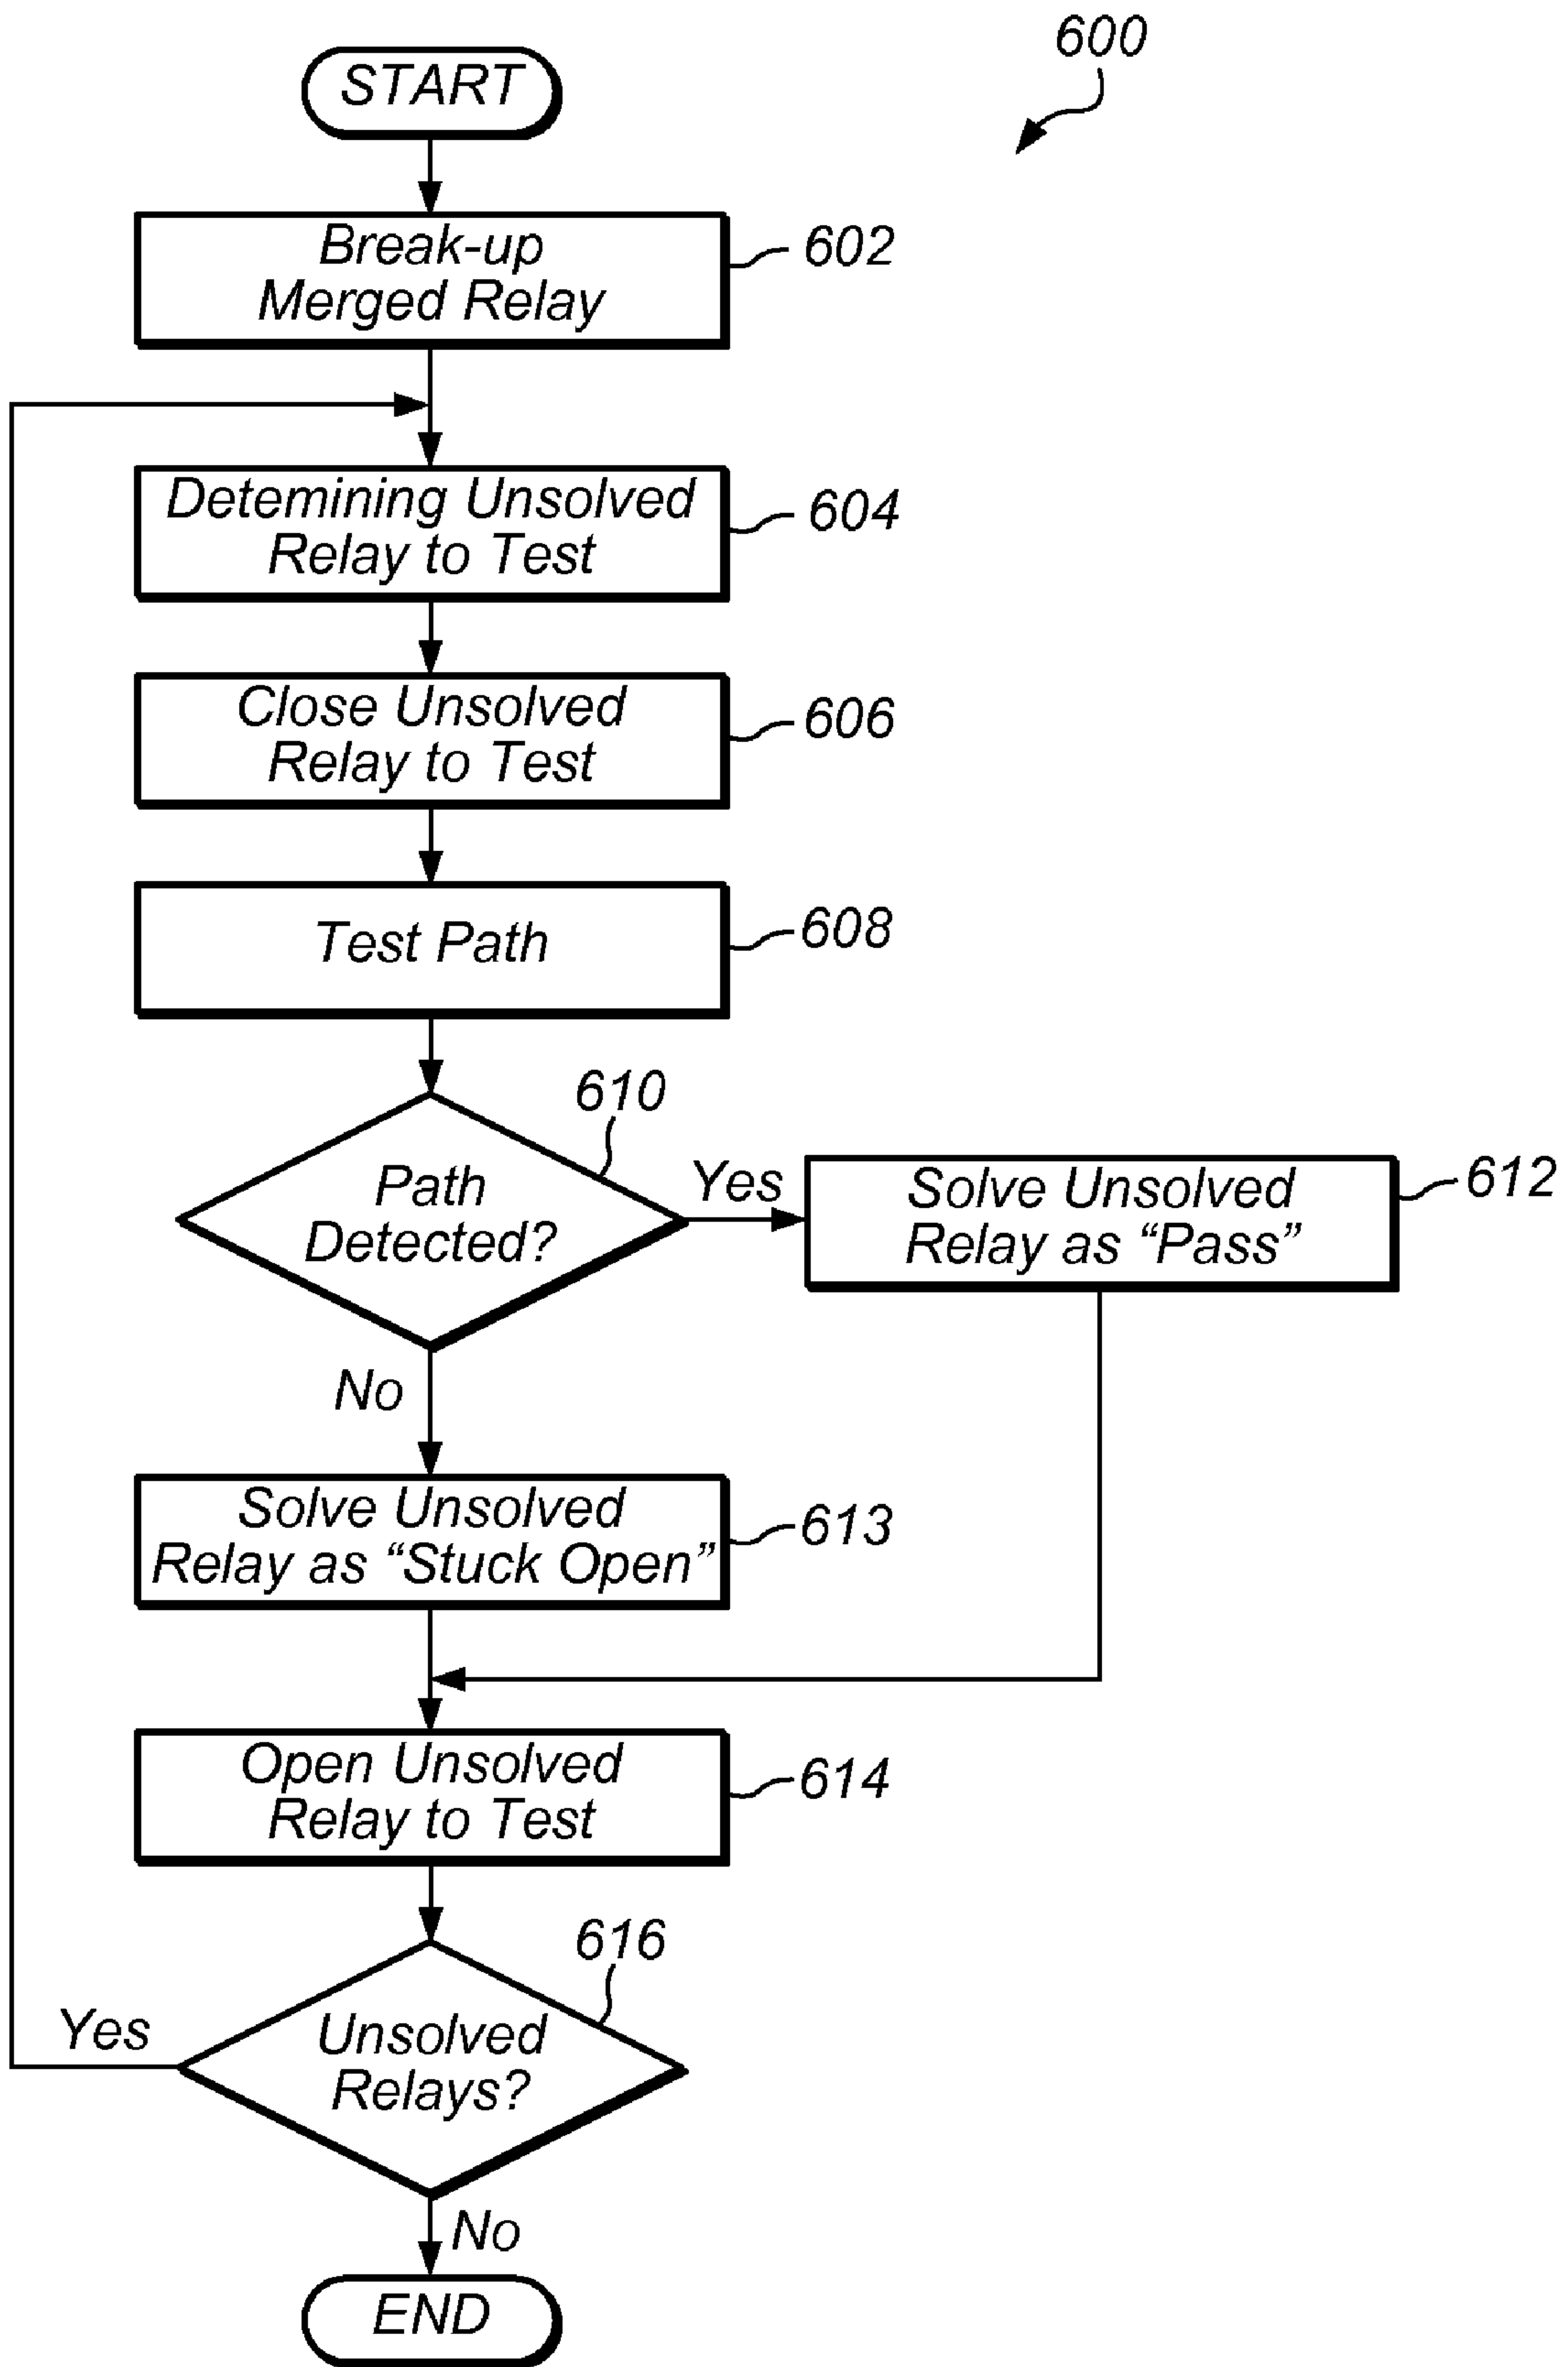 600
START
Break-up
Merged Relay
602
Detemining Unsolved
Relay to Test
604
Close Unsolved
Relay to Test
606
Test Path
608
610
Path
Detected?
Yes
Solve Unsolved
Relay as “Pass”
612
No
Solve Unsolved
Relay as “Stuck Open”
613
Open Unsolved
Relay to Test
614
616
Unsolved
Relays?
Yes
No
END